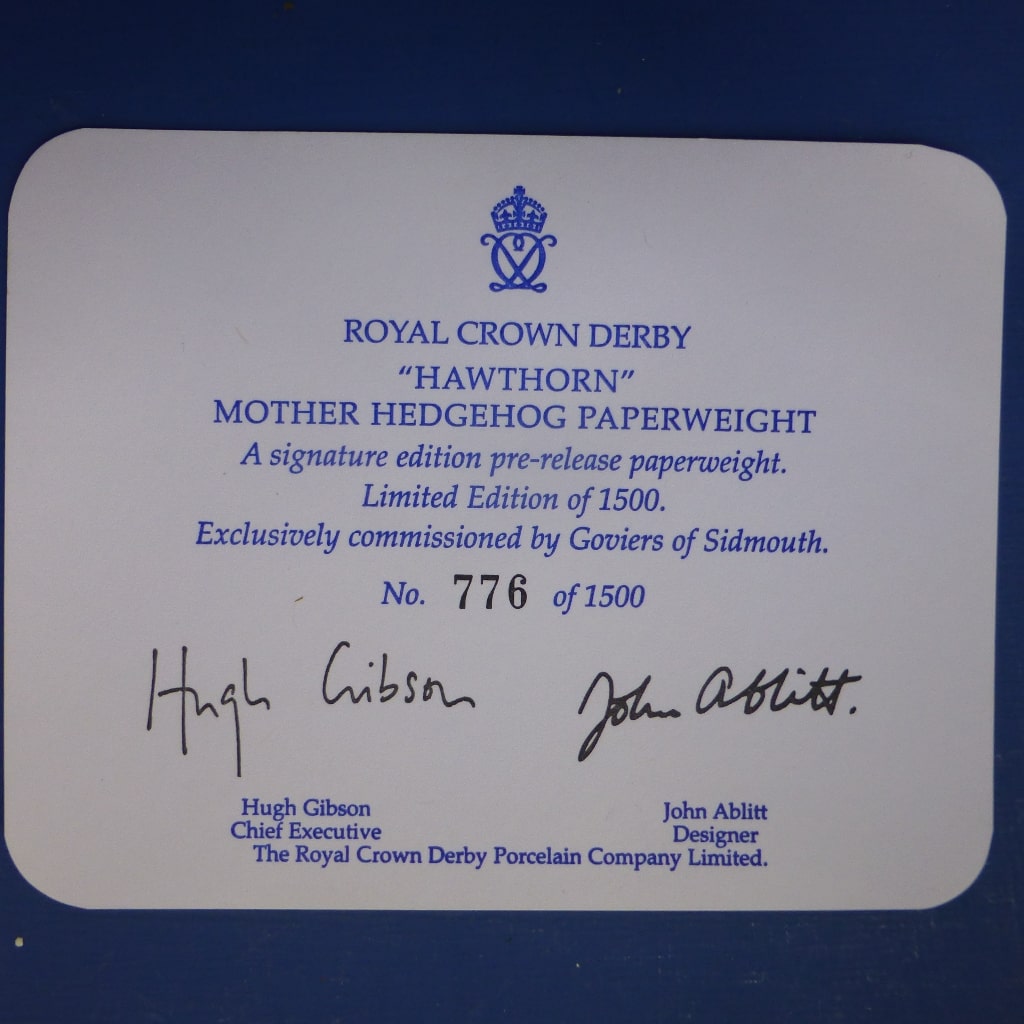 ROYAL CROWN DERBY
“HAWTHORN”
MOTHER HEDGEHOG PAPERWEIGHT
A signature edition pre-release paperweight.
Limited Edition of 1500.
Exclusively commissioned by Goviers of Sidmouth.
No. 776 of 1500
Hugh Gibson John Ablitt.
Hugh Gibson John Ablitt
Chief Executive Designer
The Royal Crown Derby Porcelain Company Limited.